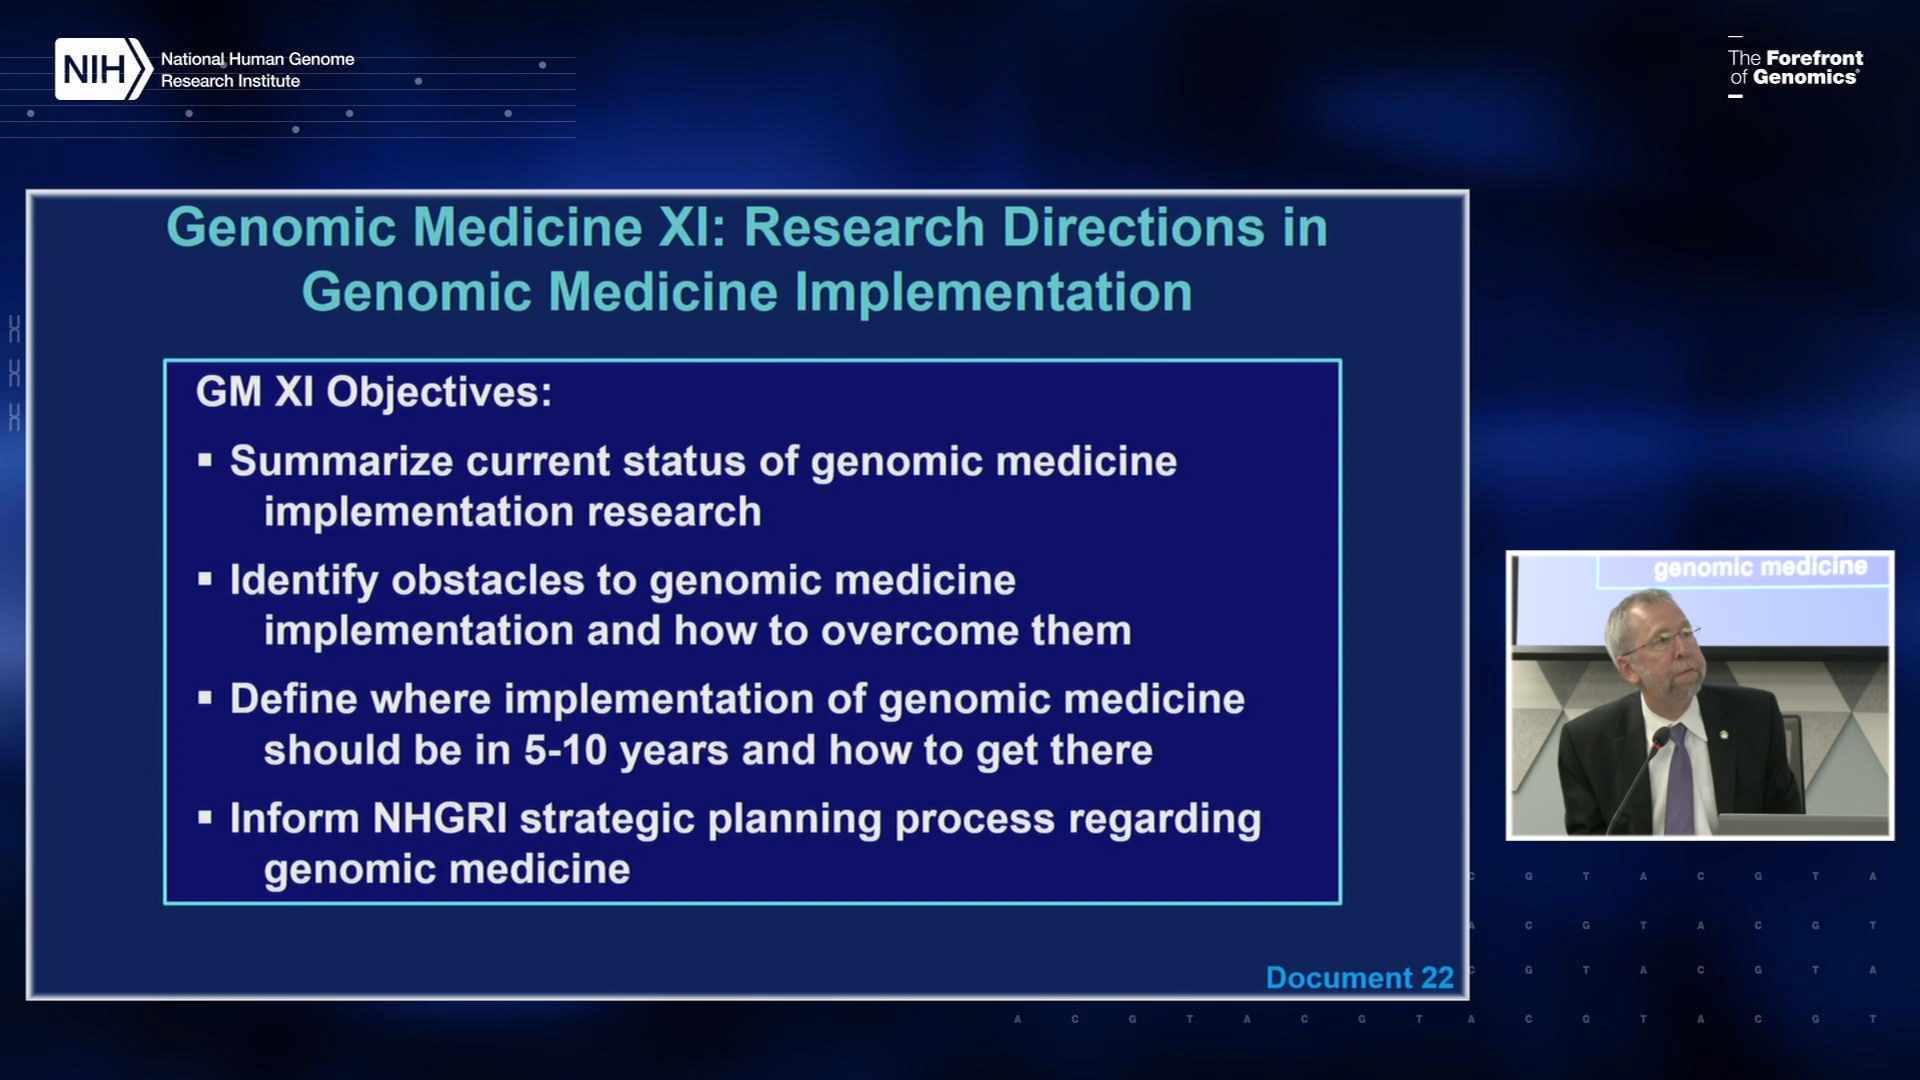 NIH
National Human Genome
Research Institute
The Forefront
of Genomics®
Genomic Medicine XI: Research Directions in
Genomic Medicine Implementation
GM XI Objectives:
▪ Summarize current status of genomic medicine
implementation research
▪ Identify obstacles to genomic medicine
implementation and how to overcome them
▪ Define where implementation of genomic medicine
should be in 5-10 years and how to get there
▪ Inform NHGRI strategic planning process regarding
genomic medicine
Document 22
genomic medicine
C G T A C G T A
A C G T A C G T
C G T A C G T A
A C G T A C G T A C G T A C G T